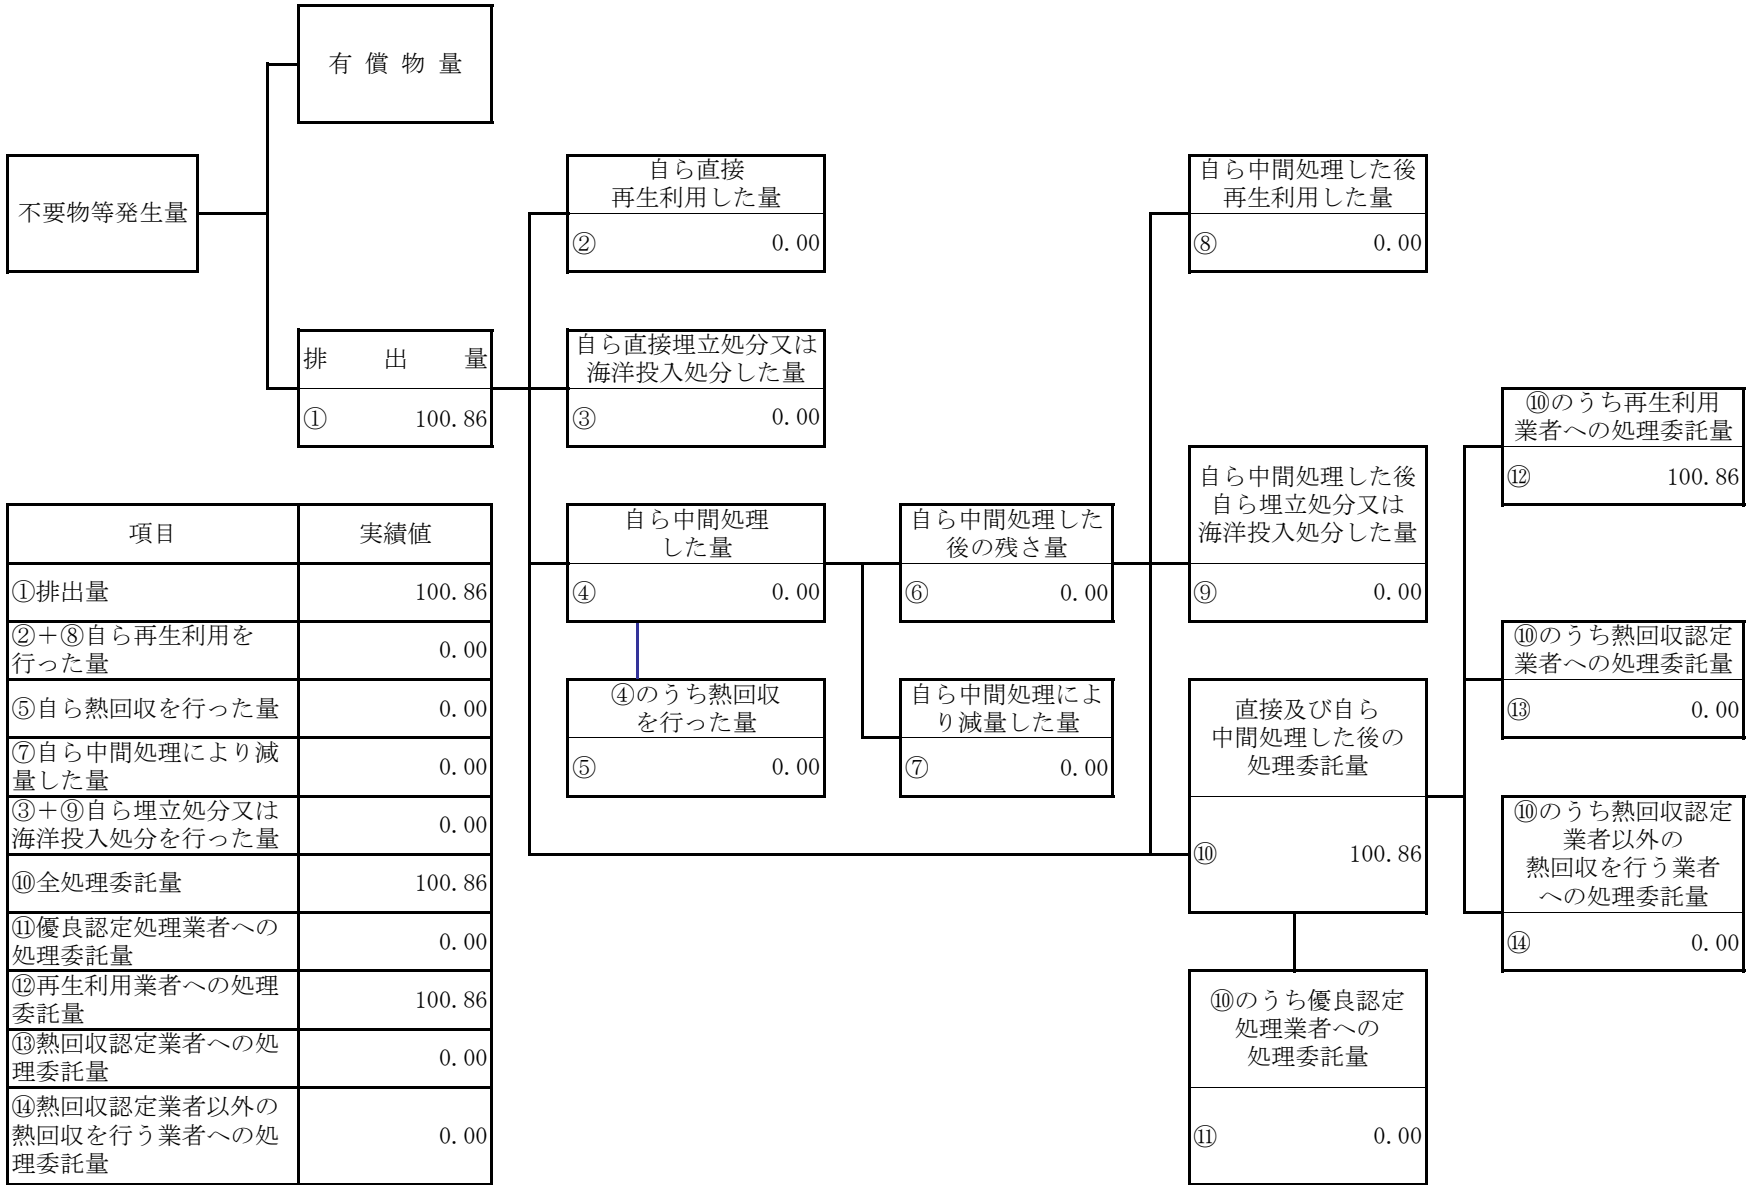 有 償 物 量
不要物等発生量
自ら直接
再生利用した量
② 0.00
自ら中間処理した後
再生利用した量
⑧ 0.00
排 出 量
① 100.86
自ら直接埋立処分又は
海洋投入処分した量
③ 0.00
⑩のうち再生利用
業者への処理委託量
⑫ 100.86
自ら中間処理した後
自ら埋立処分又は
海洋投入処分した量
⑨ 0.00
自ら中間処理
した量
④ 0.00
自ら中間処理した
後の残さ量
⑥ 0.00
⑩のうち熱回収認定
業者への処理委託量
⑬ 0.00
④のうち熱回収
を行った量
⑤ 0.00
自ら中間処理によ
り減量した量
⑦ 0.00
直接及び自ら
中間処理した後の
処理委託量
⑩ 100.86
⑩のうち熱回収認定
業者以外の
熱回収を行う業者
への処理委託量
⑭ 0.00
⑩のうち優良認定
処理業者への
処理委託量
⑪ 0.00
項目 実績値
①排出量 100.86
②＋⑧自ら再生利用を
行った量 0.00
⑤自ら熱回収を行った量 0.00
⑦自ら中間処理により減
量した量 0.00
③＋⑨自ら埋立処分又は
海洋投入処分を行った量 0.00
⑩全処理委託量 100.86
⑪優良認定処理業者への
処理委託量 0.00
⑫再生利用業者への処理
委託量 100.86
⑬熱回収認定業者への処
理委託量 0.00
⑭熱回収認定業者以外の
熱回収を行う業者への処 0.00
理委託量